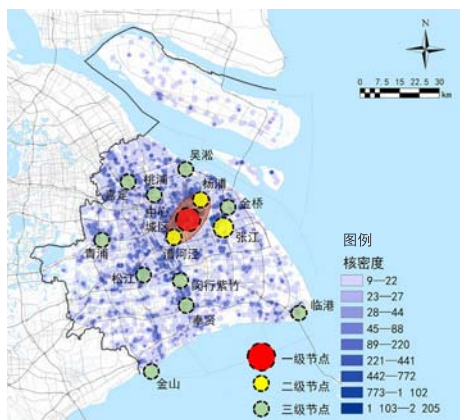 N
0 7.5 15 22.5 30
km
吴淞
桃浦
杨浦
嘉定
金桥
中心
城区
张江
漕河泾
青浦
松江
闵行紫竹
奉贤
临港
金山
图例
核密度
9—22
23—27
28—44
45—88
89—220
221—441
442—772
773—1 102
1 103—2 205
一级节点
二级节点
三级节点